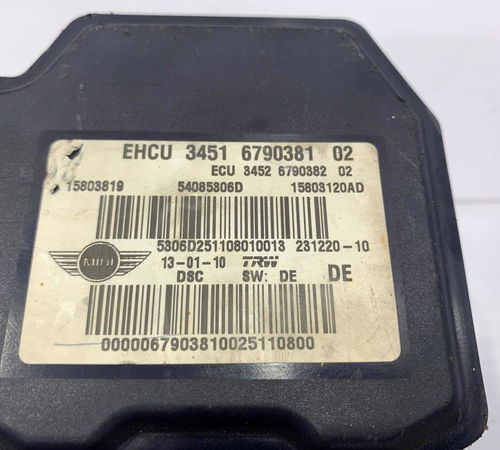 EHCU 3451 6790381 02
ECU 3452 6790382 02
15803819 54085306D 15803120AD
5306D251108010013 231220-10
MINI 13-01-10 TRW
DSC SW: DE DE
0000067903810025110800